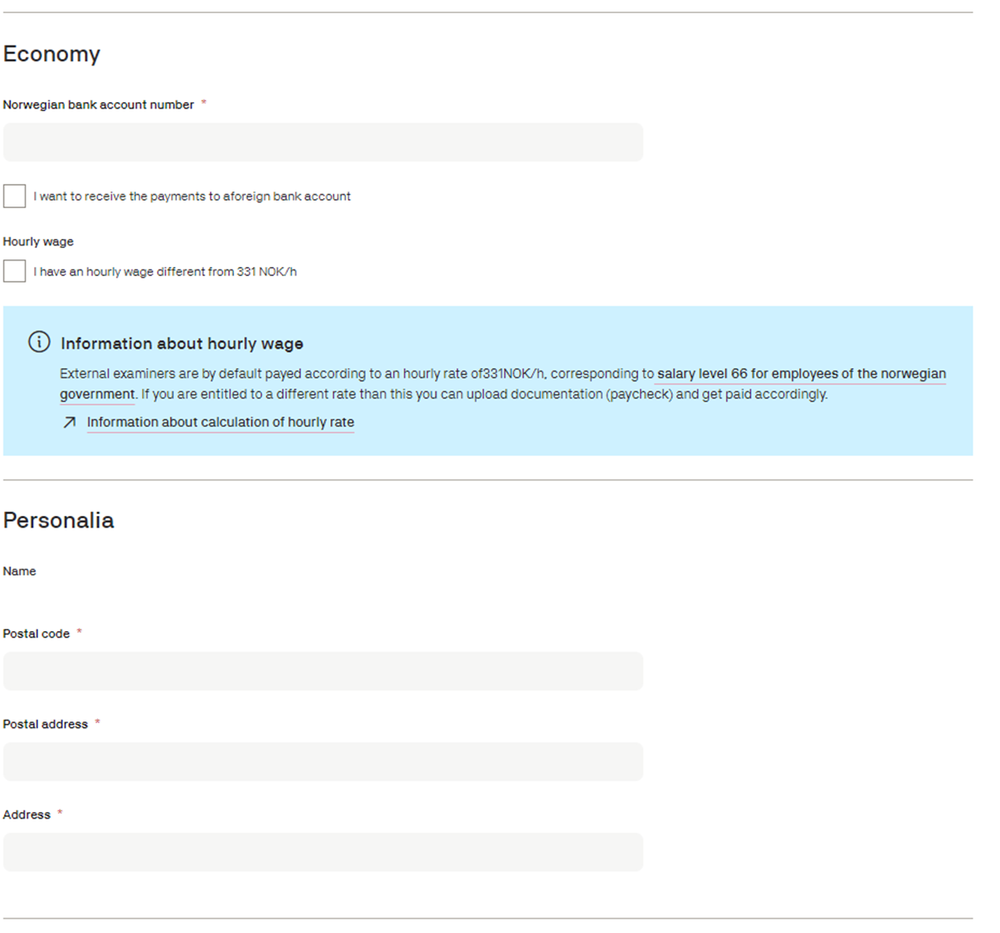 Economy
Norwegian bank account number *
I want to receive the payments to aforeign bank account
Hourly wage
I have an hourly wage different from 331 NOK/h
Information about hourly wage
External examiners are by default payed according to an hourly rate of331NOK/h, corresponding to salary level 66 for employees of the norwegian
government. If you are entitled to a different rate than this you can upload documentation (paycheck) and get paid accordingly.
Information about calculation of hourly rate
Personalia
Name
Postal code *
Postal address *
Address *